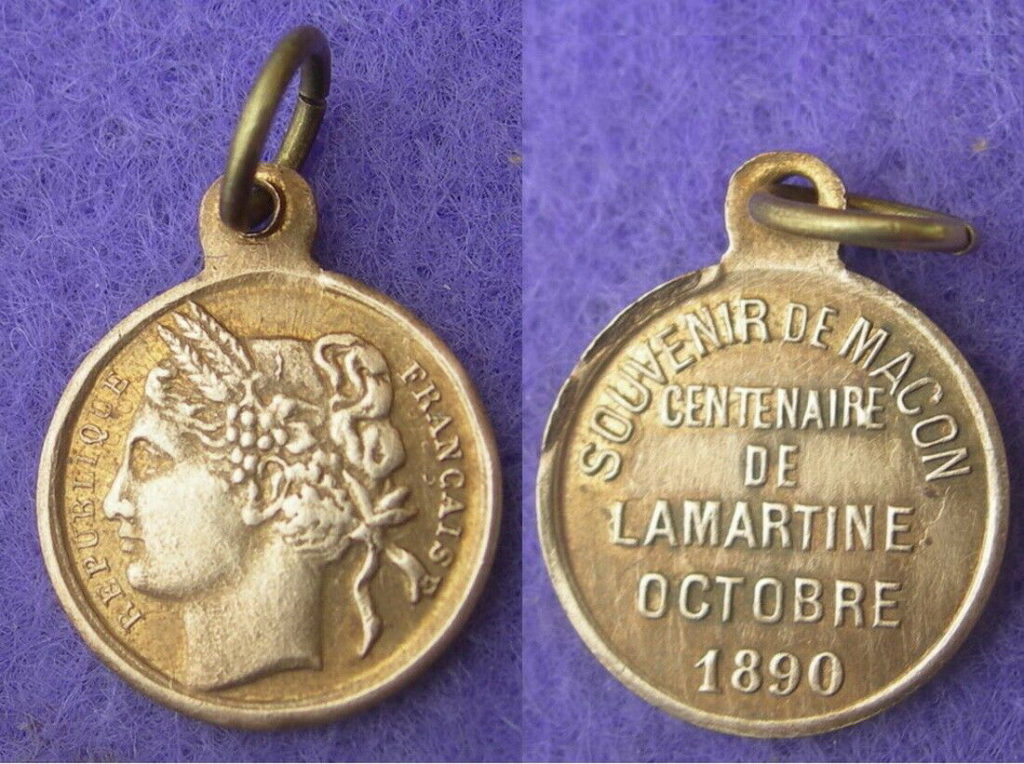 REPUBLIQUE FRANÇAISE
SOUVENIR DE MACON
CENTENAIRE
DE
LAMARTINE
OCTOBRE
1890